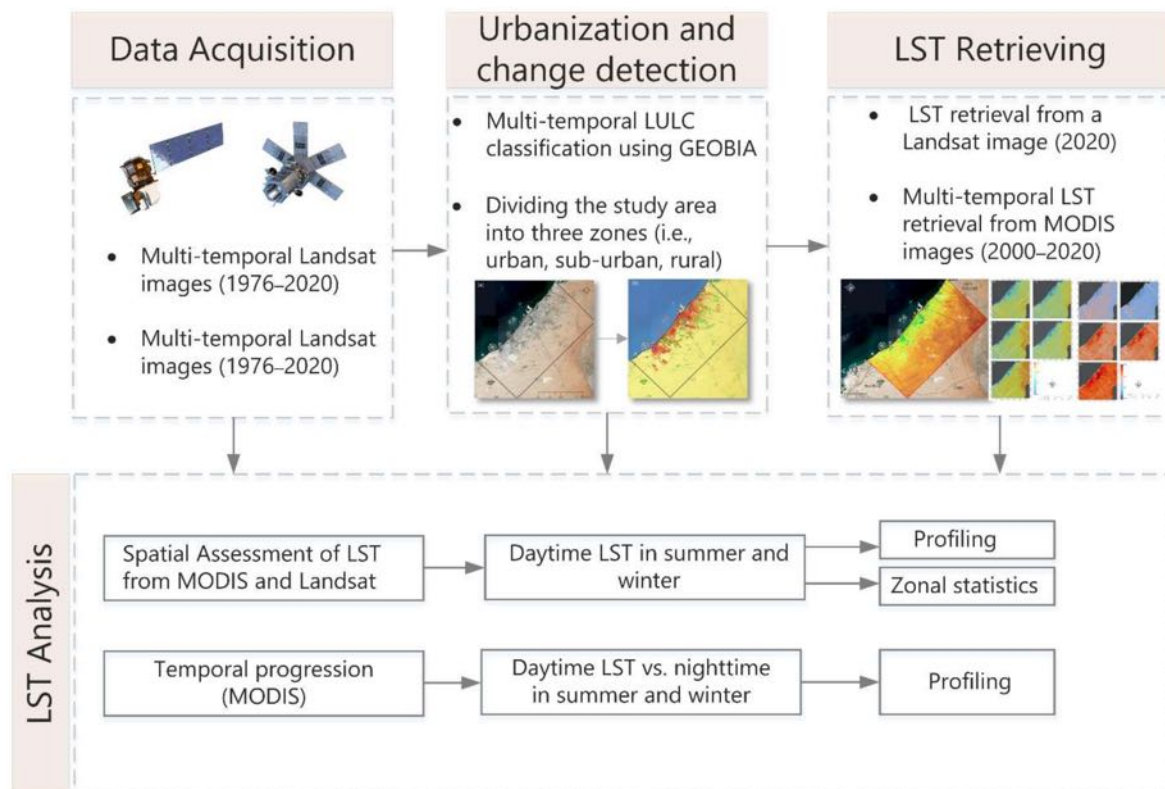 Data Acquisition
Multi-temporal Landsat
images (1976–2020)
Multi-temporal Landsat
images (1976–2020)
Urbanization and
change detection
Multi-temporal LULC
classification using GEOBIA
Dividing the study area
into three zones (i.e.,
urban, sub-urban, rural)
LST Retrieving
LST retrieval from a
Landsat image (2020)
Multi-temporal LST
retrieval from MODIS
images (2000–2020)
LST Analysis
Spatial Assessment of LST
from MODIS and Landsat
Daytime LST in summer and
winter
Profiling
Zonal statistics
Temporal progression
(MODIS)
Daytime LST vs. nighttime
in summer and winter
Profiling